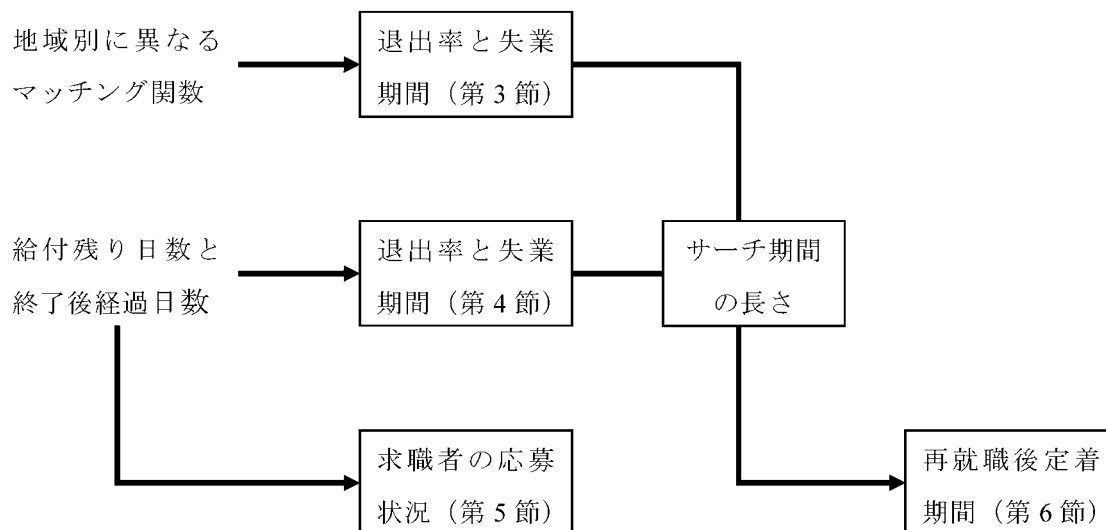 地域別に異なる
マッチング関数
退出率と失業
期間（第3節）
給付残り日数と
終了後経過日数
退出率と失業
期間（第4節）
サーチ期間
の長さ
求職者の応募
状況（第5節）
再就職後定着
期間（第6節）